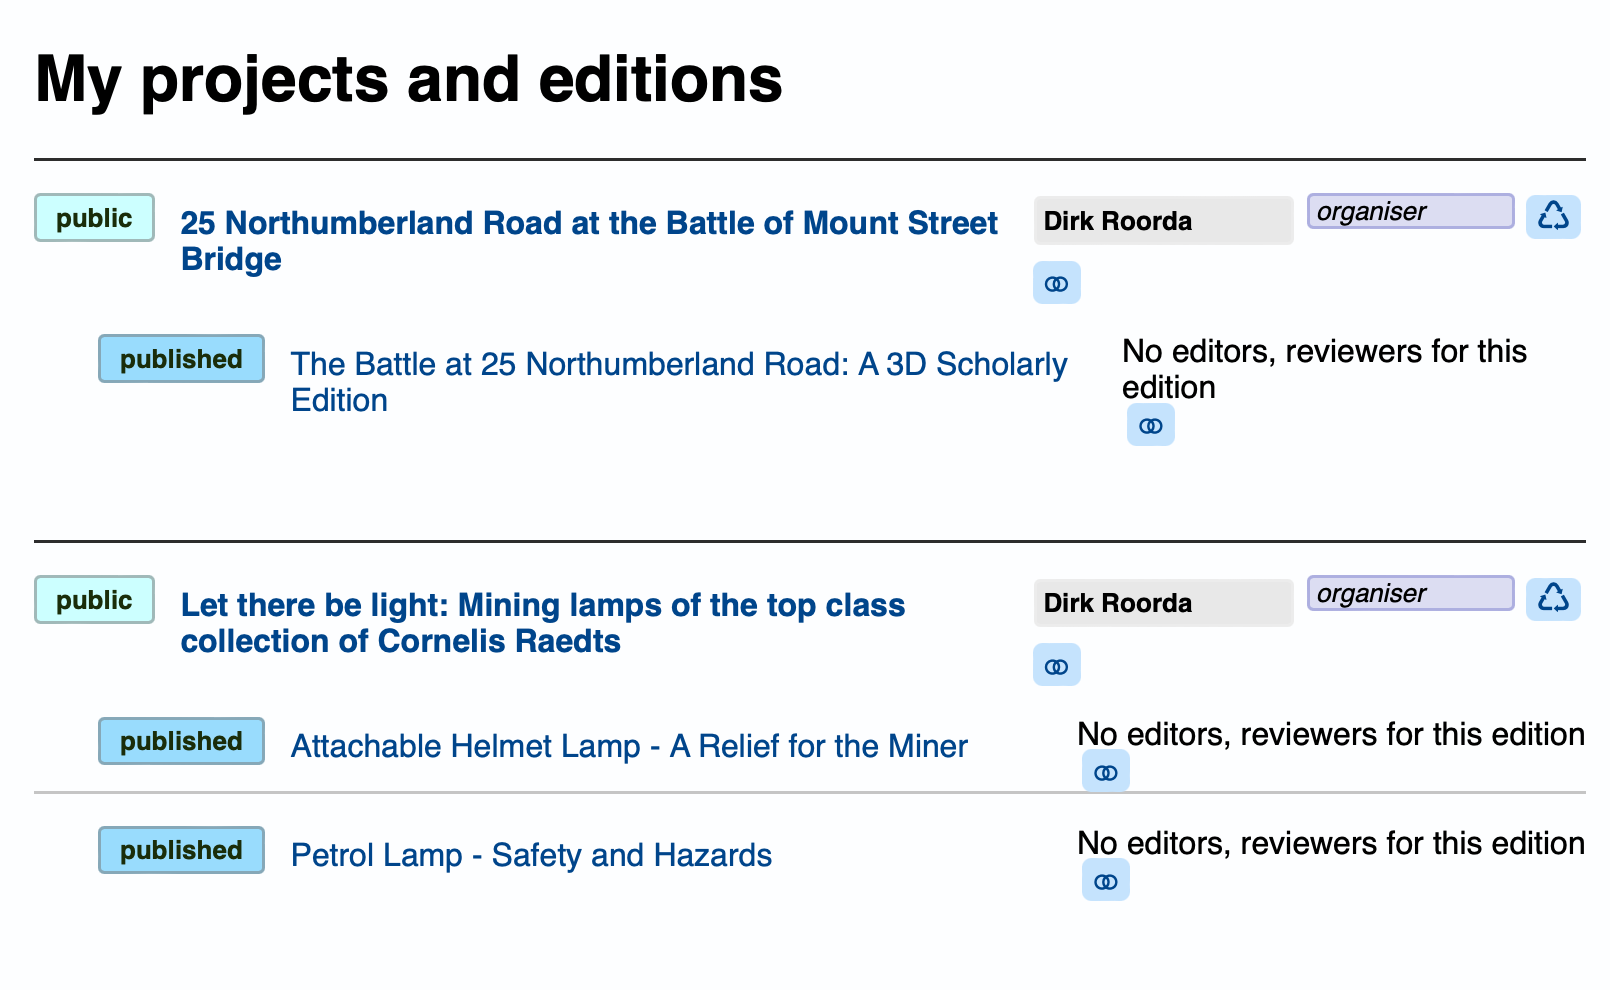 My projects and editions
public
25 Northumberland Road at the Battle of Mount Street
Bridge
Dirk Roorda
organiser
published
The Battle at 25 Northumberland Road: A 3D Scholarly
Edition
No editors, reviewers for this
edition
public
Let there be light: Mining lamps of the top class
collection of Cornelis Raedts
Dirk Roorda
organiser
published
Attachable Helmet Lamp - A Relief for the Miner
No editors, reviewers for this edition
published
Petrol Lamp - Safety and Hazards
No editors, reviewers for this edition